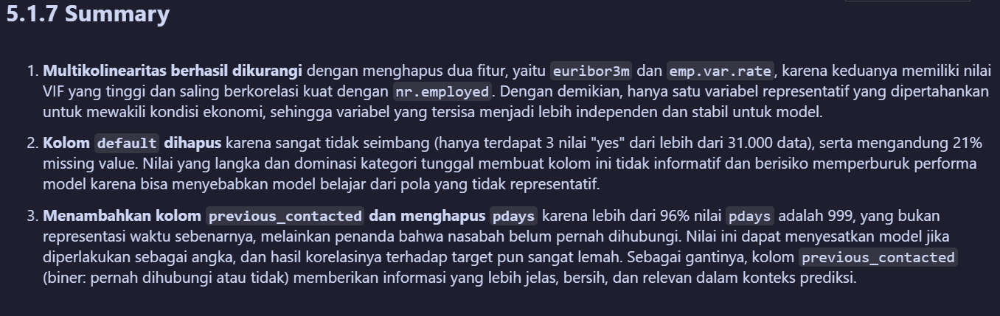 5.1.7 Summary
1. Multikolinearitas berhasil dikurangi dengan menghapus dua fitur, yaitu euribor3m dan emp.var.rate, karena keduanya memiliki nilai
VIF yang tinggi dan saling berkorelasi kuat dengan nr.employed. Dengan demikian, hanya satu variabel representatif yang dipertahankan
untuk mewakili kondisi ekonomi, sehingga variabel yang tersisa menjadi lebih independen dan stabil untuk model.
2. Kolom default dihapus karena sangat tidak seimbang (hanya terdapat 3 nilai "yes" dari lebih dari 31.000 data), serta mengandung 21%
missing value. Nilai yang langka dan dominasi kategori tunggal membuat kolom ini tidak informatif dan berisiko memperburuk performa
model karena bisa menyebabkan model belajar dari pola yang tidak representatif.
3. Menambahkan kolom previous_contacted dan menghapus pdays karena lebih dari 96% nilai pdays adalah 999, yang bukan
representasi waktu sebenarnya, melainkan penanda bahwa nasabah belum pernah dihubungi. Nilai ini dapat menyesatkan model jika
diperlakukan sebagai angka, dan hasil korelasinya terhadap target pun sangat lemah. Sebagai gantinya, kolom previous_contacted
(biner: pernah dihubungi atau tidak) memberikan informasi yang lebih jelas, bersih, dan relevan dalam konteks prediksi.